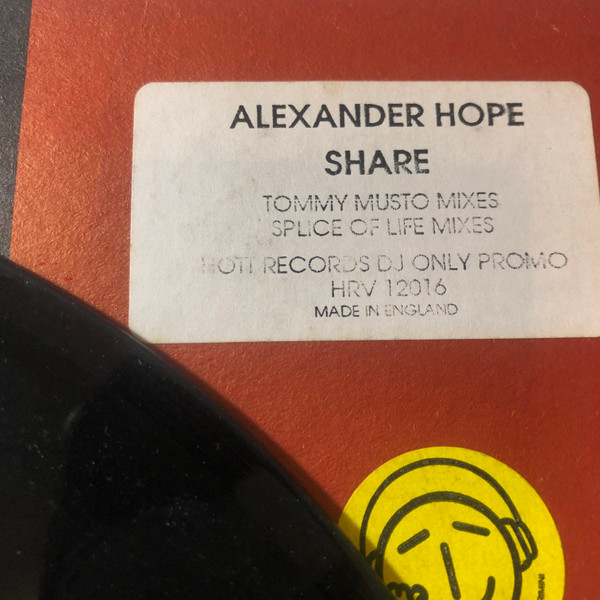 ALEXANDER HOPE
SHARE
TOMMY MUSTO MIXES
SPLICE OF LIFE MIXES
HOT! RECORDS DJ ONLY PROMO
HRV 12016
MADE IN ENGLAND